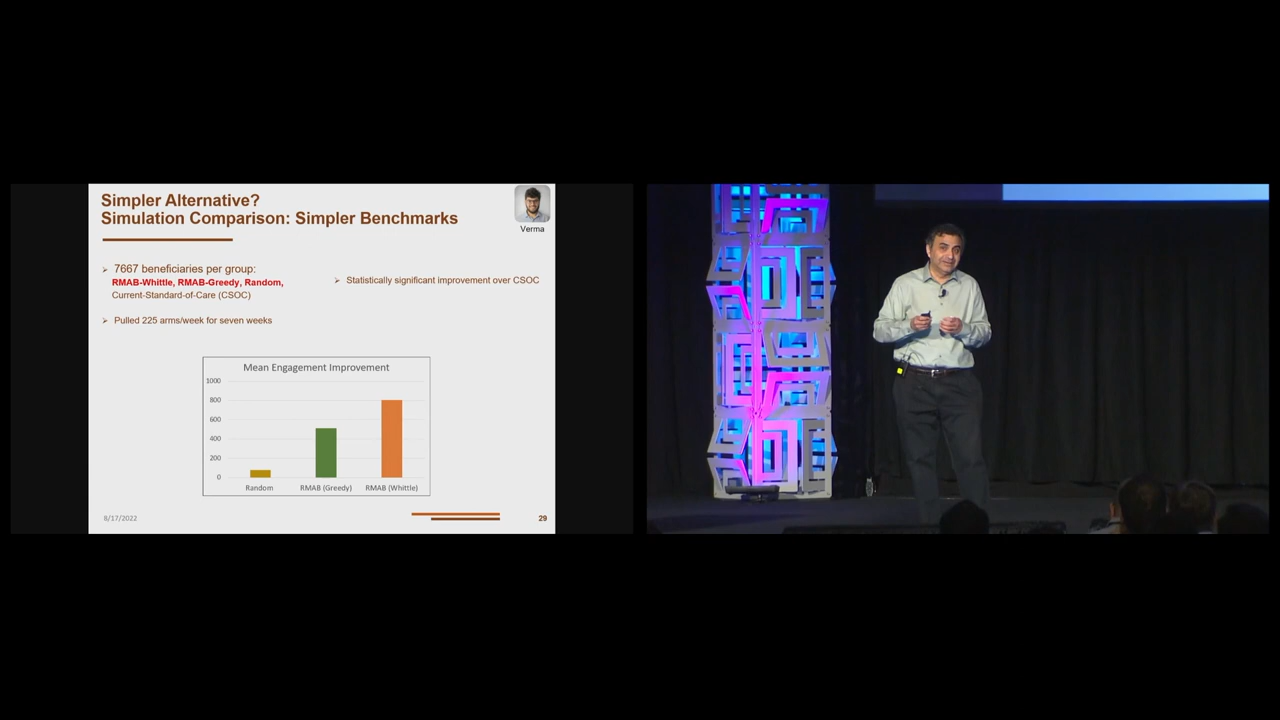 Simpler Alternative?
Simulation Comparison: Simpler Benchmarks
Verma
➢ 7667 beneficiaries per group:
RMAB-Whittle, RMAB-Greedy, Random,
Current-Standard-of-Care (CSOC)
➢ Pulled 225 arms/week for seven weeks
➢ Statistically significant improvement over CSOC
Mean Engagement Improvement
1000
800
600
400
200
0
Random RMAB (Greedy) RMAB (Whittle)
8/17/2022
29